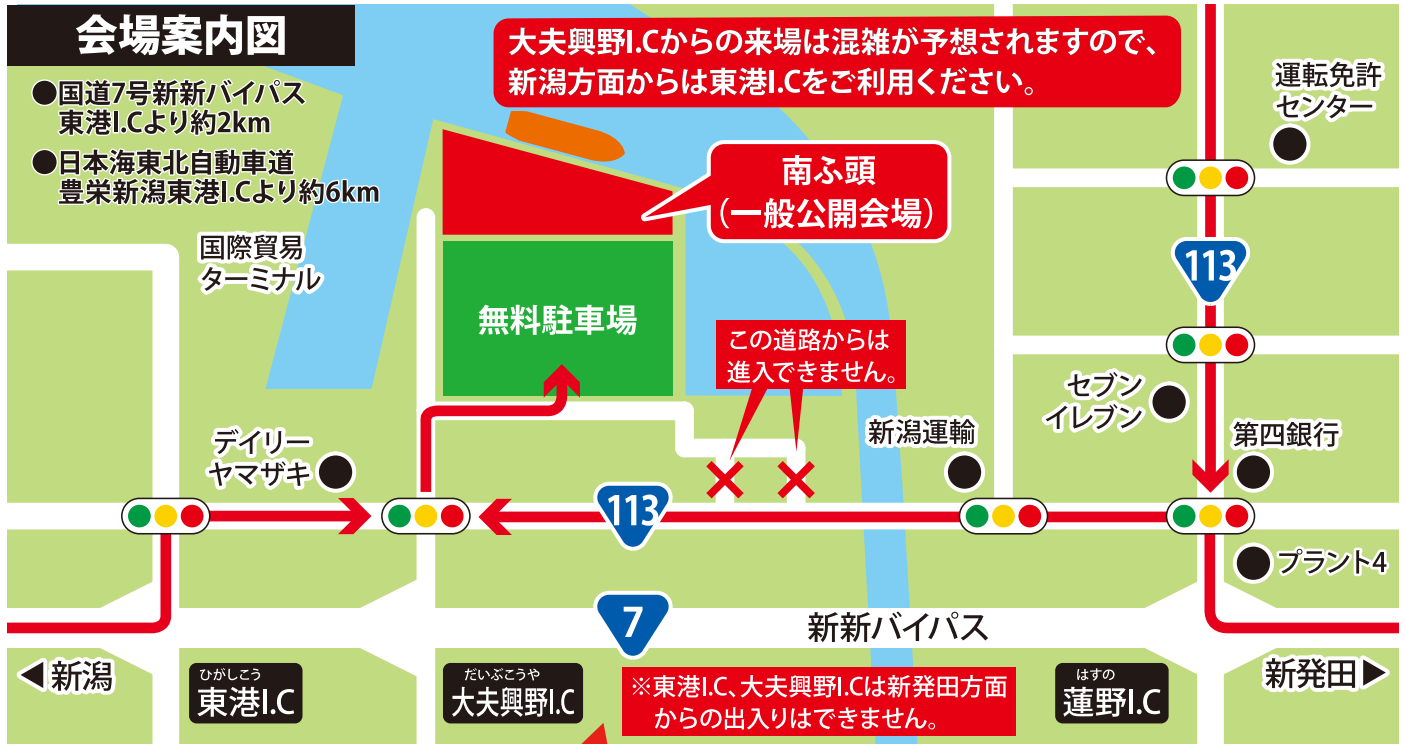 会場案内図
●国道7号新新バイパス
東港I.Cより約2km
●日本海東北自動車道
豊栄新潟東港I.Cより約6km
大夫興野I.Cからの来場は混雑が予想されますので、
新潟方面からは東港I.Cをご利用ください。
運転免許
センター
南ふ頭
（一般公開会場）
国際貿易
ターミナル
113
無料駐車場
この道路からは
進入できません。
セブン
イレブン
新潟運輸
第四銀行
デイリー
ヤマザキ
113
プラント4
7
新新バイパス
◀新潟
ひがしこう
東港I.C
だいぶこうや
大夫興野I.C
※東港I.C、大夫興野I.Cは新発田方面
からの出入りはできません。
はすの
蓮野I.C
新発田▶